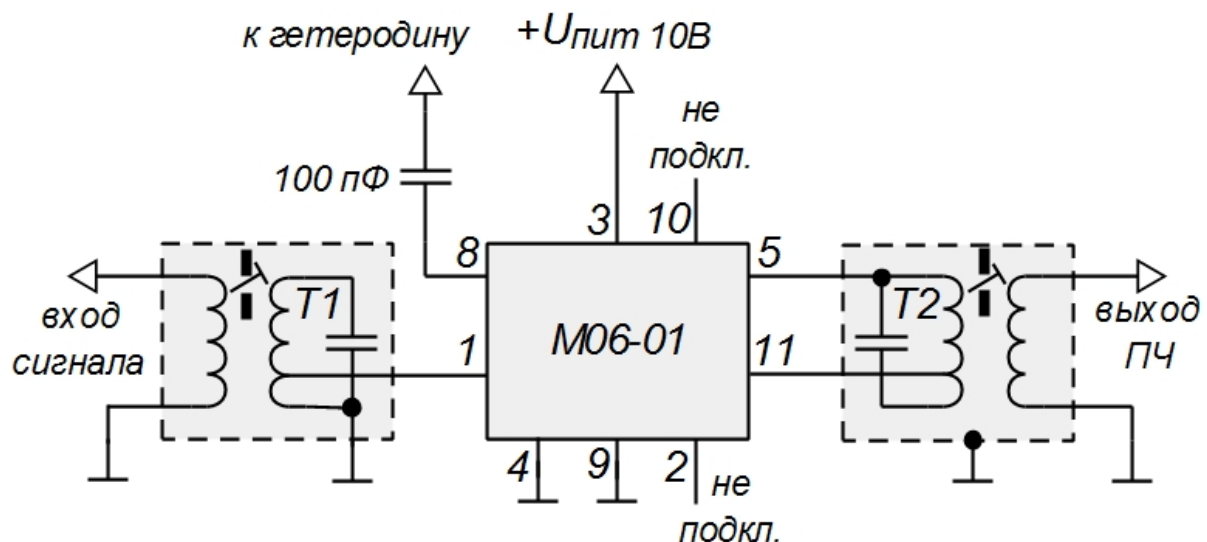 к гетеродину
+Uпит 10В
не
подкл.
100 пФ
3
10
8
5
T1
T2
вход
сигнала
выход
ПЧ
M06-01
1
11
4
9
2
не
подкл.